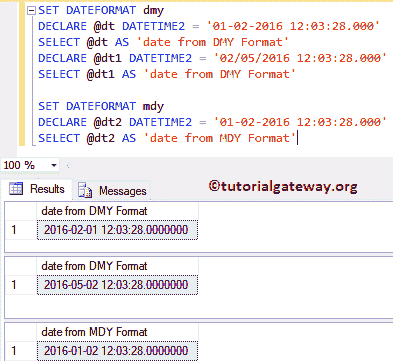 SET DATEFORMAT dmy
DECLARE @dt DATETIME2 = '01-02-2016 12:03:28.000'
SELECT @dt AS 'date from DMY Format'
DECLARE @dt1 DATETIME2 = '02/05/2016 12:03:28.000'
SELECT @dt1 AS 'date from DMY Format'
SET DATEFORMAT mdy
DECLARE @dt2 DATETIME2 = '01-02-2016 12:03:28.000'
SELECT @dt2 AS 'date from MDY Format'
100 %
Results Messages
©tutorialgateway.org
date from DMY Format
1 2016-02-01 12:03:28.0000000
date from DMY Format
1 2016-05-02 12:03:28.0000000
date from MDY Format
1 2016-01-02 12:03:28.0000000